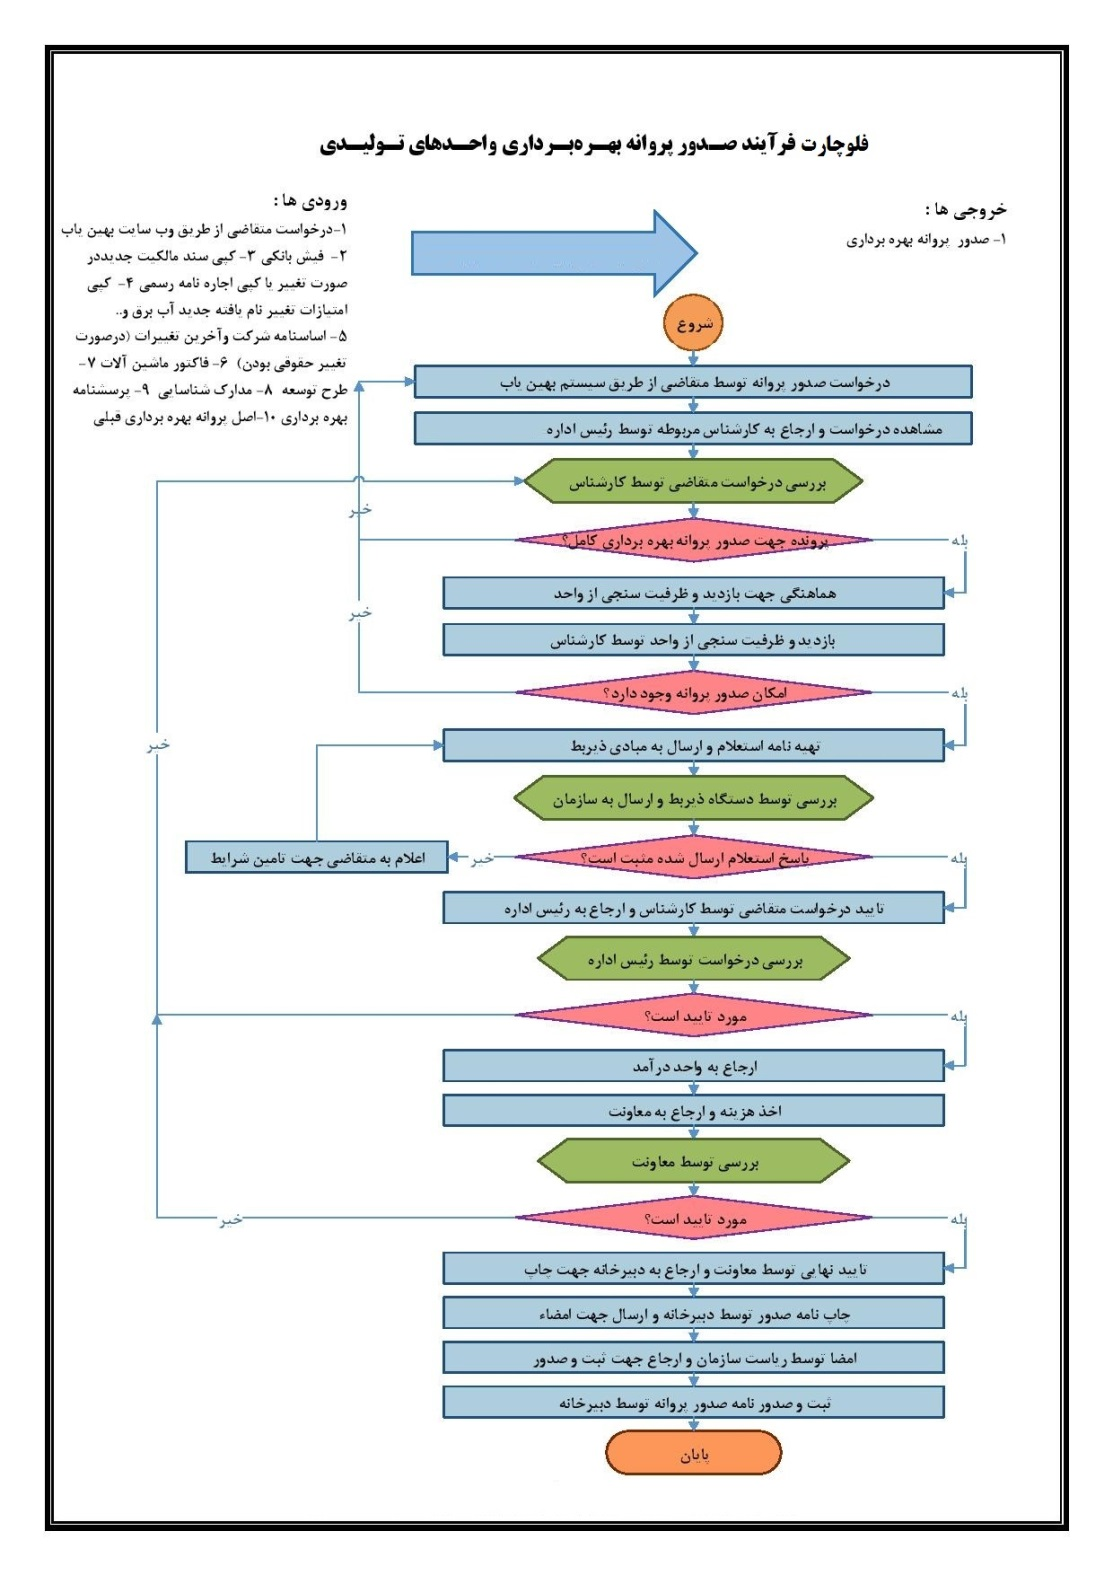 فلوچارت فرآیند صــدور پروانه بهــره‌بــرداری واحــدهای تــولیــدی
خروجی ها :
۱- صدور پروانه بهره برداری
ورودی ها :
۱-درخواست متقاضی از طریق وب سایت بهین یاب
۲- فیش بانکی ۳- کپی سند مالکیت جدیددر
صورت تغییر یا کپی اجاره نامه رسمی ۴- کپی
امتیازات تغییر نام یافته جدید آب برق و..
۵- اساسنامه شرکت وآخرین تغییرات (درصورت
تغییر حقوقی بودن) ۶- فاکتور ماشین آلات ۷-
طرح توسعه ۸- مدارک شناسایی ۹- پرسشنامه
بهره برداری ۱۰-اصل پروانه بهره برداری قبلی
شروع
درخواست صدور پروانه توسط متقاضی از طریق سیستم بهین یاب
مشاهده درخواست و ارجاع به کارشناس مربوطه توسط رئیس اداره
بررسی درخواست متقاضی توسط کارشناس
خیر
پرونده جهت صدور پروانه بهره برداری کامل؟
بله
هماهنگی جهت بازدید و ظرفیت سنجی از واحد
خیر
بازدید و ظرفیت سنجی از واحد توسط کارشناس
امکان صدور پروانه وجود دارد؟
بله
تهیه نامه استعلام و ارسال به مبادی ذیربط
خیر
بررسی توسط دستگاه ذیربط و ارسال به سازمان
بله
پاسخ استعلام ارسال شده مثبت است؟
خیر
اعلام به متقاضی جهت تامین شرایط
تایید درخواست متقاضی توسط کارشناس و ارجاع به رئیس اداره
بررسی درخواست توسط رئیس اداره
مورد تایید است؟
بله
ارجاع به واحد درآمد
اخذ هزینه و ارجاع به معاونت
بررسی توسط معاونت
بله
مورد تایید است؟
خیر
تایید نهایی توسط معاونت و ارجاع به دبیرخانه جهت چاپ
چاپ نامه صدور توسط دبیرخانه و ارسال جهت امضاء
امضا توسط ریاست سازمان و ارجاع جهت ثبت و صدور
ثبت و صدور نامه صدور پروانه توسط دبیرخانه
پایان